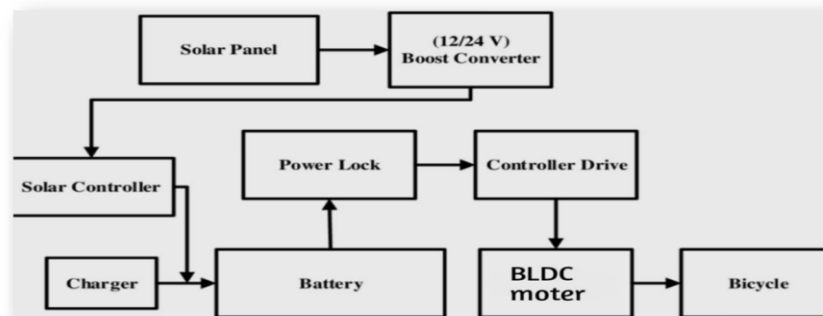 Solar Panel
(12/24 V)
Boost Converter
Power Lock
Controller Drive
Solar Controller
Charger
Battery
BLDC
moter
Bicycle